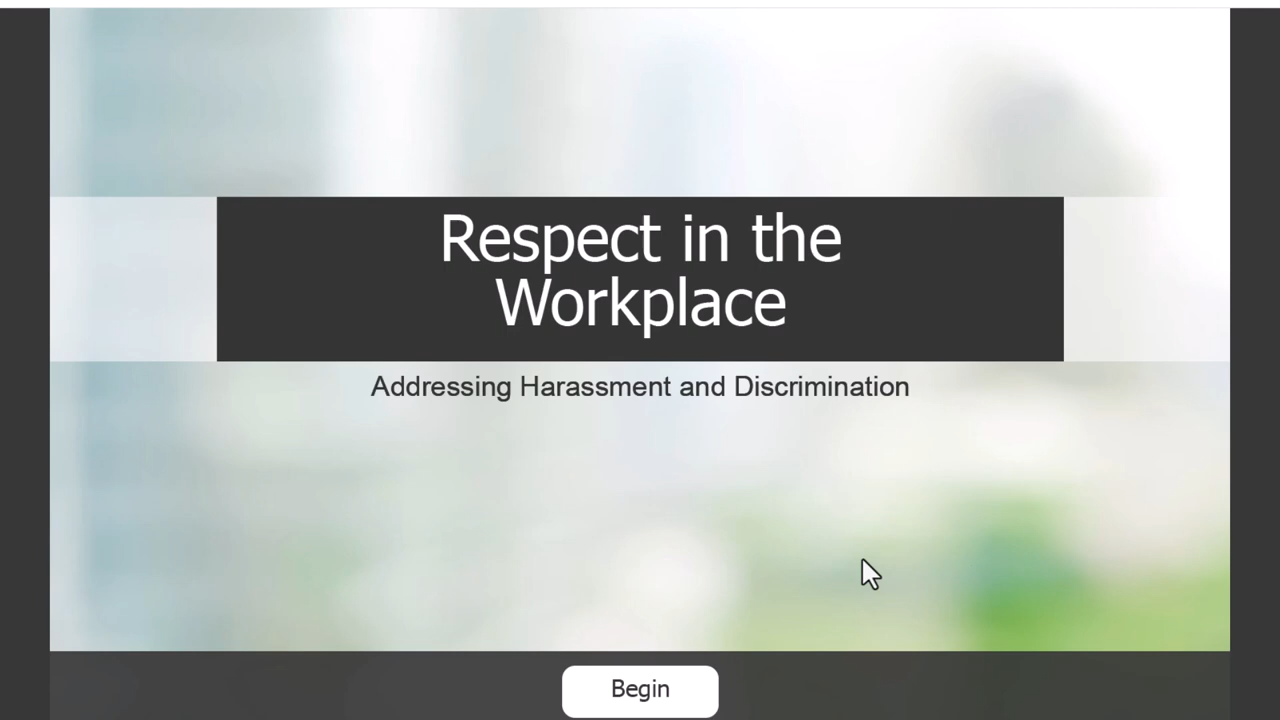 Respect in the
Workplace
Addressing Harassment and Discrimination
Begin